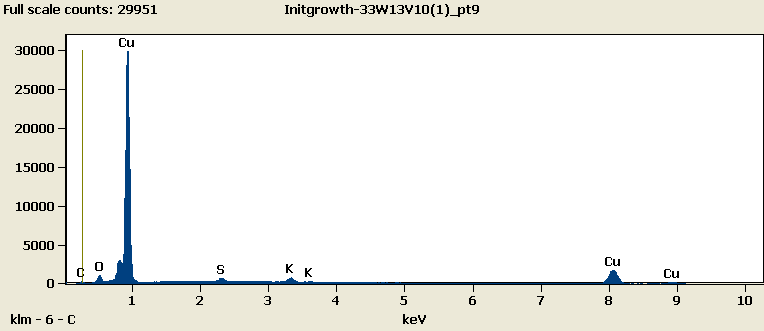 Full scale counts: 29951 Initgrowth-33W13V10(1)_pt9
30000
25000
20000
15000
10000
5000
0
Cu
C
O
S
K
K
Cu
Cu
1 2 3 4 5 6 7 8 9 10
klm - 6 - C keV